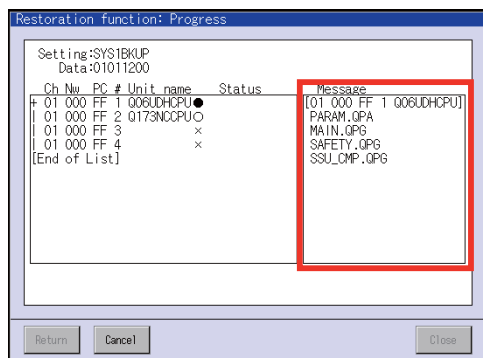 Restoration function: Progress
Setting:SYS1BKUP
Data:01011200
Ch Nw PC # Unit name Status Message
+ 01 000 FF 1 Q06UDHCPU● [01 000 FF 1 Q06UDHCPU]
| 01 000 FF 2 Q173NCCPU○ PARAM.QPA
| 01 000 FF 3 × MAIN.QPG
| 01 000 FF 4 × SAFETY.QPG
[End of List] SSU_CMP.QPG
Return Cancel Close